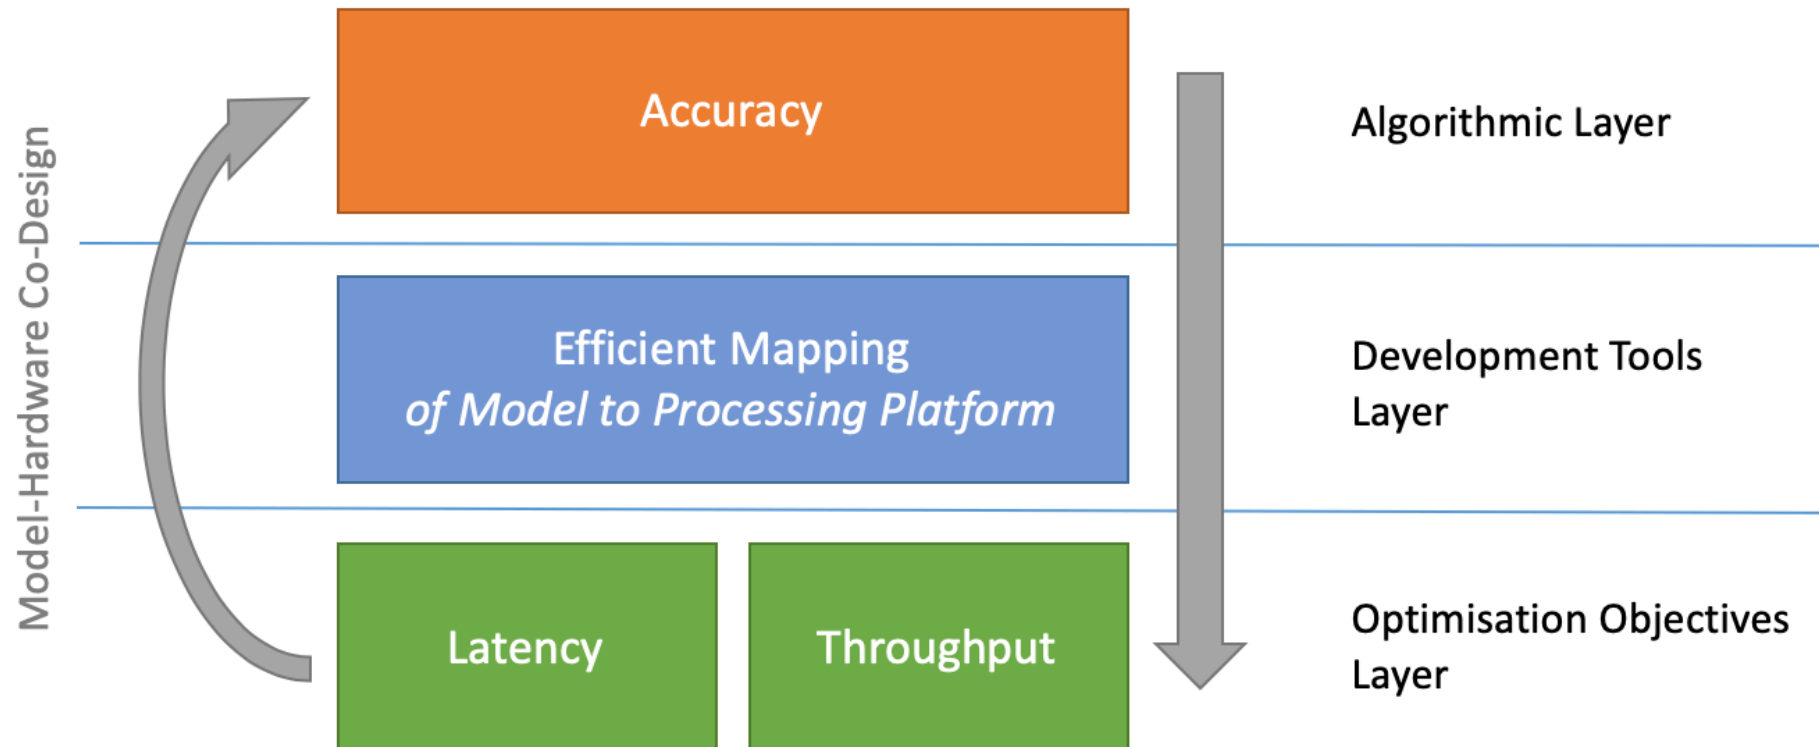 Model-Hardware Co-Design
Accuracy
Algorithmic Layer
Efficient Mapping
of Model to Processing Platform
Development Tools
Layer
Latency
Throughput
Optimisation Objectives
Layer